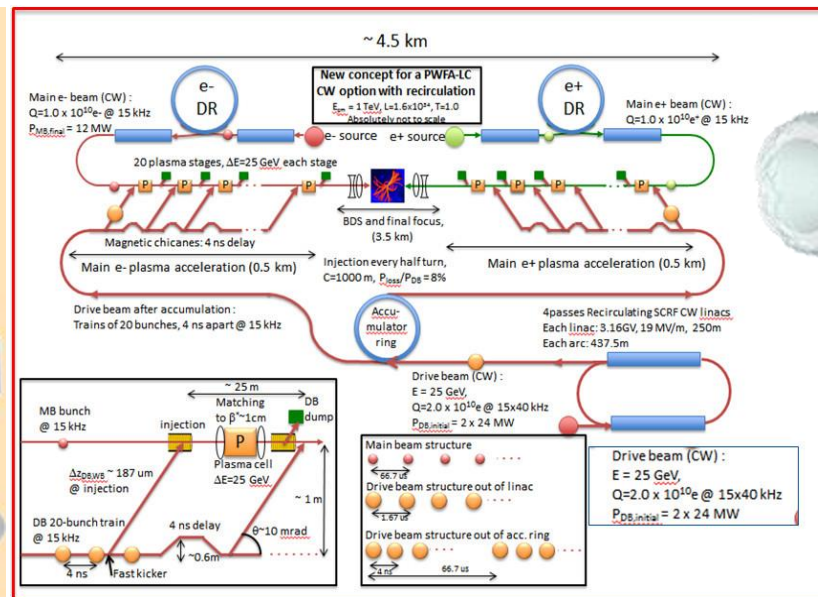 ~ 4.5 km
e-
DR
New concept for a PWFA-LC
CW option with recirculation
Ecm = 1 TeV, L=1.6x10³⁴, T=1.0
Absolutely not to scale
e+
DR
Main e- beam (CW) :
Q=1.0 x 10¹⁰e- @ 15 kHz
P_MB,final = 12 MW
e- source
e+ source
Main e+ beam (CW) :
Q=1.0 x 10¹⁰e⁺ @ 15 kHz
20 plasma stages, ΔE=25 GeV each stage
P P P P P P P P
BDS and final focus,
(3.5 km)
Magnetic chicanes: 4 ns delay
Main e- plasma acceleration (0.5 km)
Injection every half turn,
C=1000 m, P_loss/P_DB = 8%
Main e+ plasma acceleration (0.5 km)
Drive beam after accumulation :
Trains of 20 bunches, 4 ns apart @ 15 kHz
Accu-
mulator
ring
4passes Recirculating SCRF CW linacs
Each linac: 3.16GV, 19 MV/m, 250m
Each arc: 437.5m
Drive beam (CW) :
E = 25 GeV,
Q=2.0 x 10¹⁰e @ 15x40 kHz
P_DB,initial = 2 x 24 MW
~ 25 m
MB bunch
@ 15 kHz
injection
Matching
to β*~1cm
DB
dump
P
Plasma cell
ΔE=25 GeV
Δz_DB,WB ~ 187 um
@ injection
~ 1 m
DB 20-bunch train
@ 15 kHz
4 ns delay
θ~10 mrad
~0.6m
4 ns
Fast kicker
Main beam structure
66.7 us
Drive beam structure out of linac
1.67 us
Drive beam structure out of acc. ring
66.7 us
4 ns
Drive beam (CW) :
E = 25 GeV,
Q=2.0 x 10¹⁰e @ 15x40 kHz
P_DB,initial = 2 x 24 MW